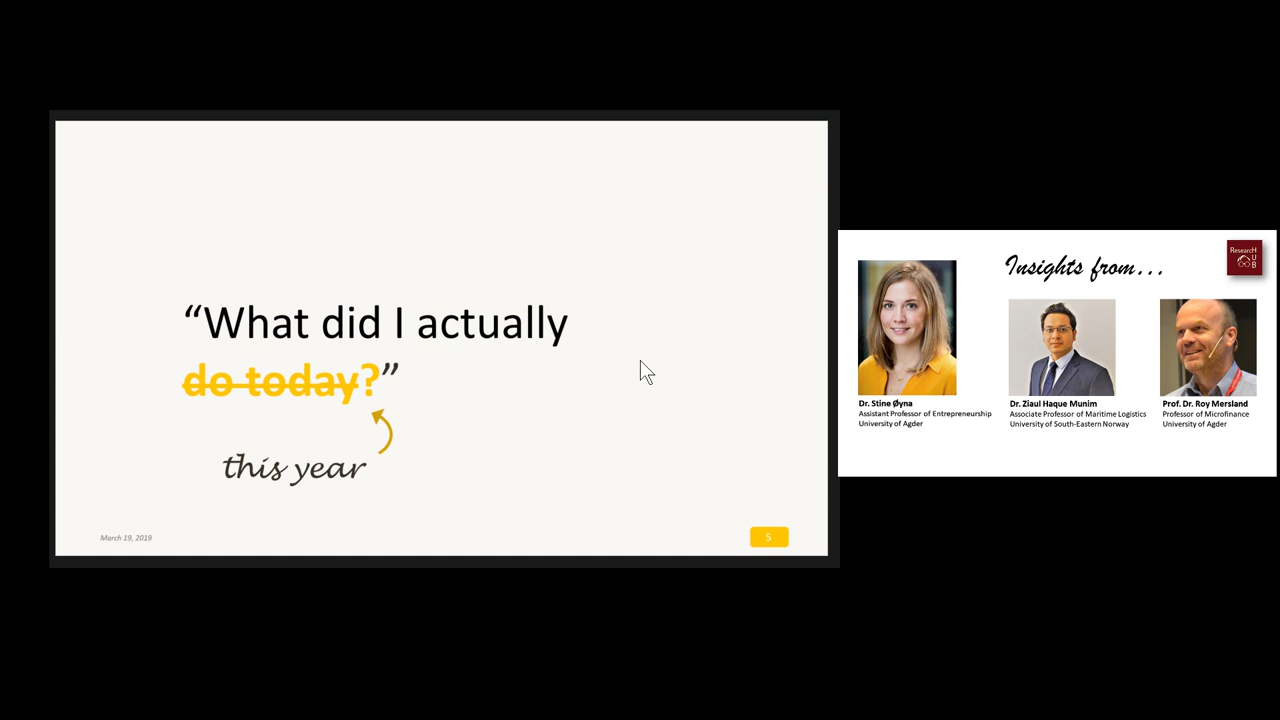 “What did I actually
do today?”
this year
March 19, 2019
5
Insights from...
ResearcH
U
B
Dr. Stine Øyna
Assistant Professor of Entrepreneurship
University of Agder
Dr. Ziaul Haque Munim
Associate Professor of Maritime Logistics
University of South-Eastern Norway
Prof. Dr. Roy Mersland
Professor of Microfinance
University of Agder